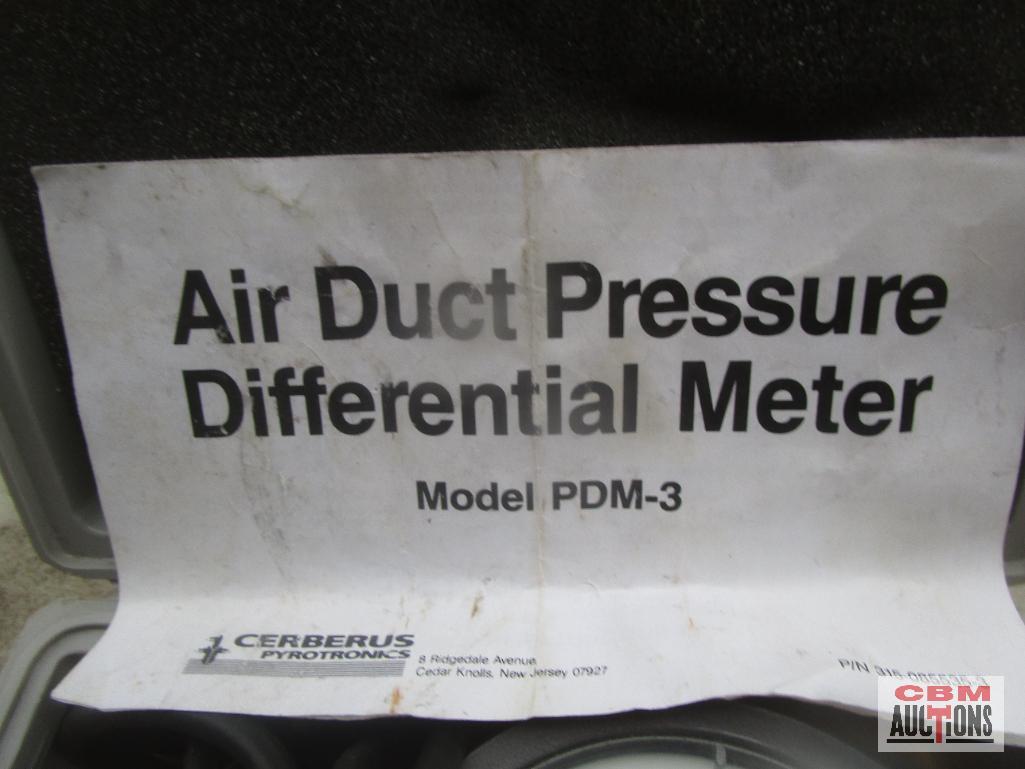 Air Duct Pressure
Differential Meter
Model PDM-3
CERBERUS
PYROTRONICS
8 Ridgedale Avenue
Cedar Knolls, New Jersey 07927
P/N
CBM
AUCTIONS